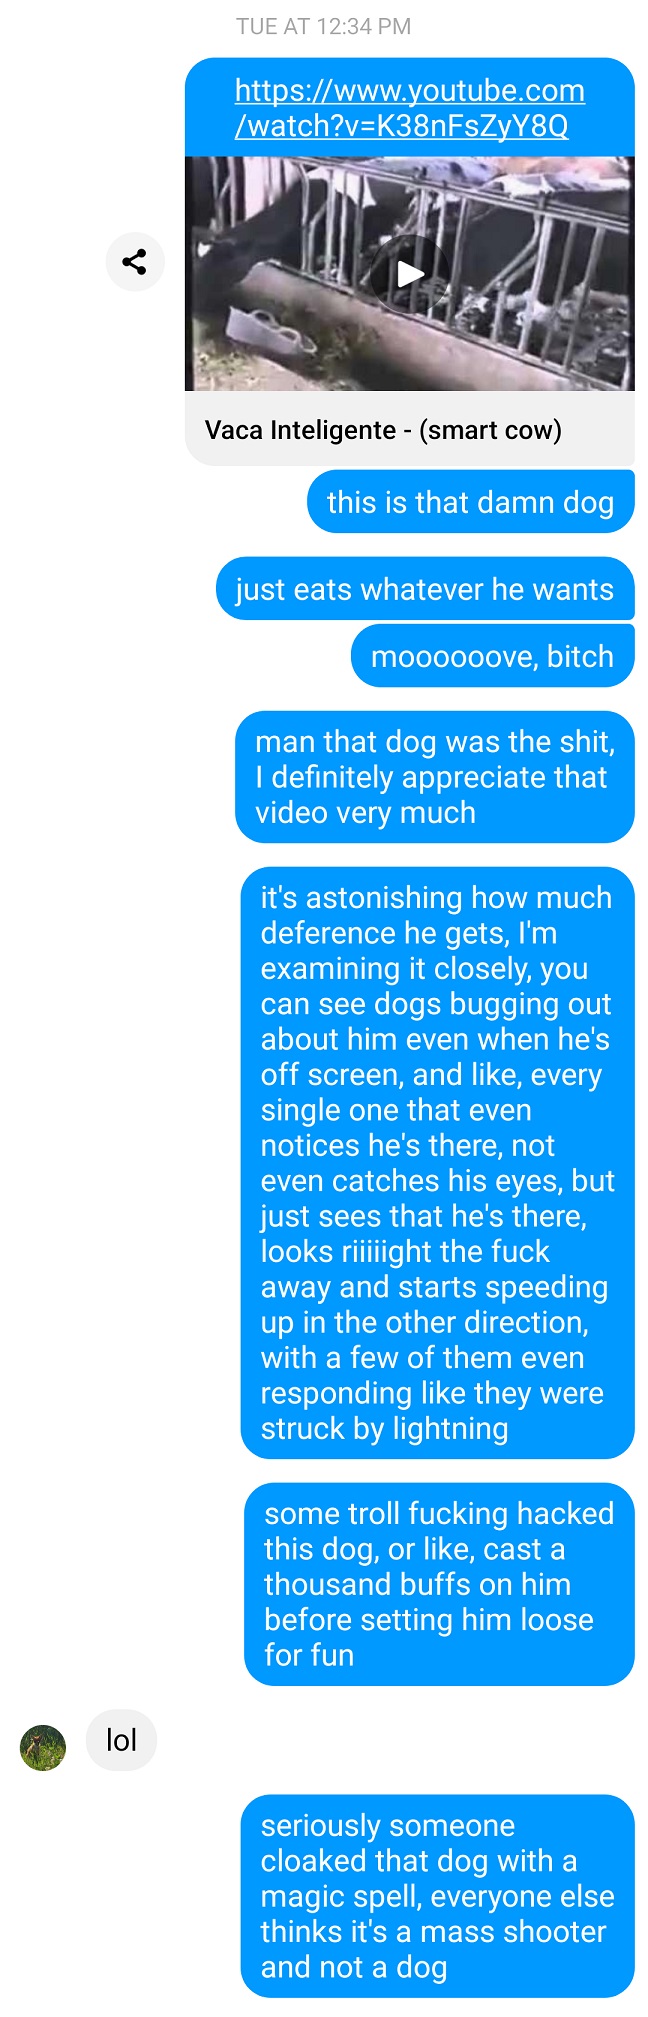 TUE AT 12:34 PM
https://www.youtube.com
/watch?v=K38nFsZyY8Q
Vaca Inteligente - (smart cow)
this is that damn dog
just eats whatever he wants
moooooove, bitch
man that dog was the shit,
I definitely appreciate that
video very much
it's astonishing how much
deference he gets, I'm
examining it closely, you
can see dogs bugging out
about him even when he's
off screen, and like, every
single one that even
notices he's there, not
even catches his eyes, but
just sees that he's there,
looks riiiiight the fuck
away and starts speeding
up in the other direction,
with a few of them even
responding like they were
struck by lightning
some troll fucking hacked
this dog, or like, cast a
thousand buffs on him
before setting him loose
for fun
lol
seriously someone
cloaked that dog with a
magic spell, everyone else
thinks it's a mass shooter
and not a dog